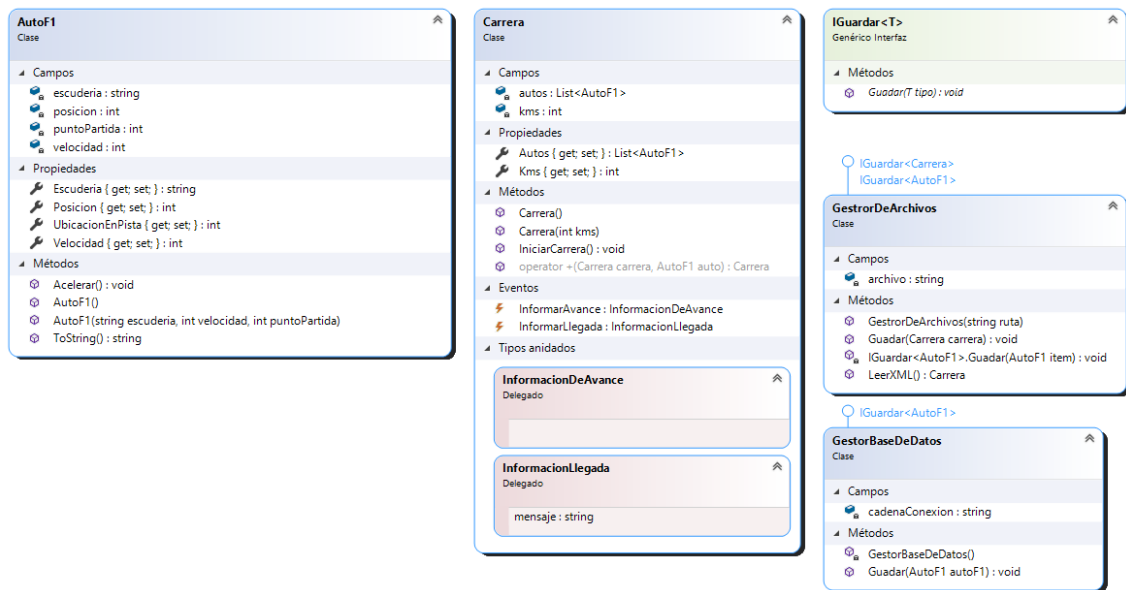 AutoF1
Clase
Campos
escuderia : string
posicion : int
puntoPartida : int
velocidad : int
Propiedades
Escuderia { get; set; } : string
Posicion { get; set; } : int
UbicacionEnPista { get; set; } : int
Velocidad { get; set; } : int
Métodos
Acelerar() : void
AutoF1()
AutoF1(string escuderia, int velocidad, int puntoPartida)
ToString() : string
Carrera
Clase
Campos
autos : List<AutoF1>
kms : int
Propiedades
Autos { get; set; } : List<AutoF1>
Kms { get; set; } : int
Métodos
Carrera()
Carrera(int kms)
IniciarCarrera() : void
operator +(Carrera carrera, AutoF1 auto) : Carrera
Eventos
InformarAvance : InformacionDeAvance
InformarLlegada : InformacionLlegada
Tipos anidados
InformacionDeAvance
Delegado
InformacionLlegada
Delegado
mensaje : string
IGuardar<T>
Genérico Interfaz
Métodos
Guadar(T tipo) : void
IGuardar<Carrera>
IGuardar<AutoF1>
GestrorDeArchivos
Clase
Campos
archivo : string
Métodos
GestrorDeArchivos(string ruta)
Guadar(Carrera carrera) : void
IGuardar<AutoF1>.Guadar(AutoF1 item) : void
LeerXML() : Carrera
IGuardar<AutoF1>
GestorBaseDeDatos
Clase
Campos
cadenaConexion : string
Métodos
GestorBaseDeDatos()
Guadar(AutoF1 autoF1) : void